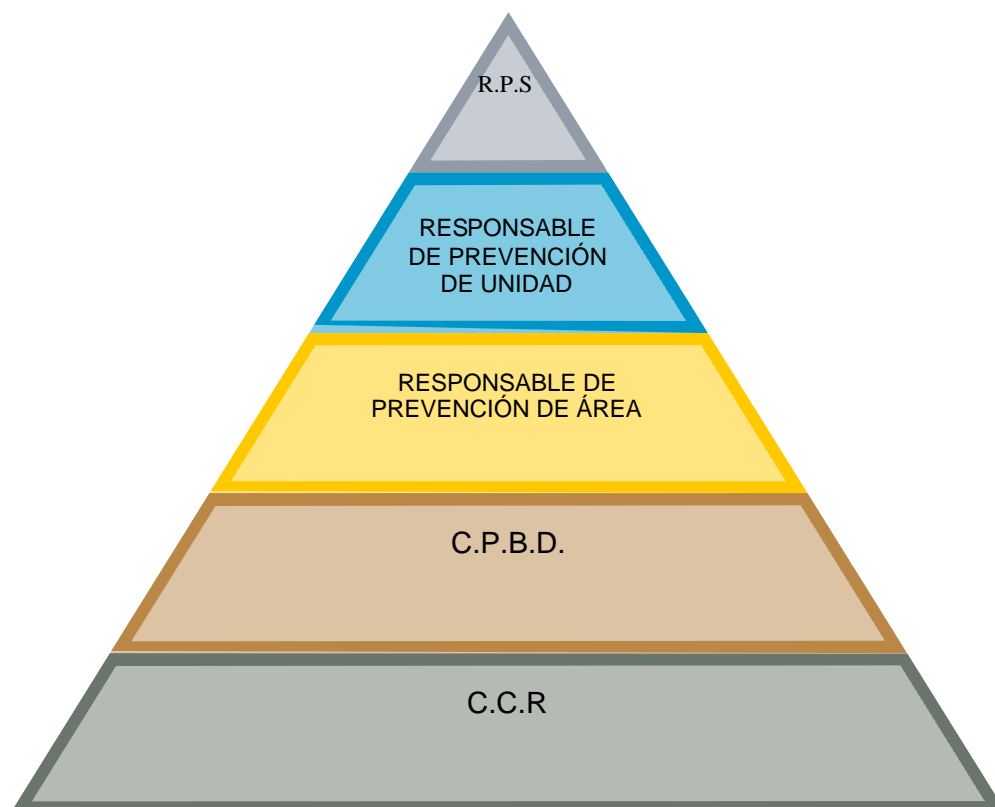 R.P.S
RESPONSABLE
DE PREVENCIÓN
DE UNIDAD
RESPONSABLE DE
PREVENCIÓN DE ÁREA
C.P.B.D.
C.C.R